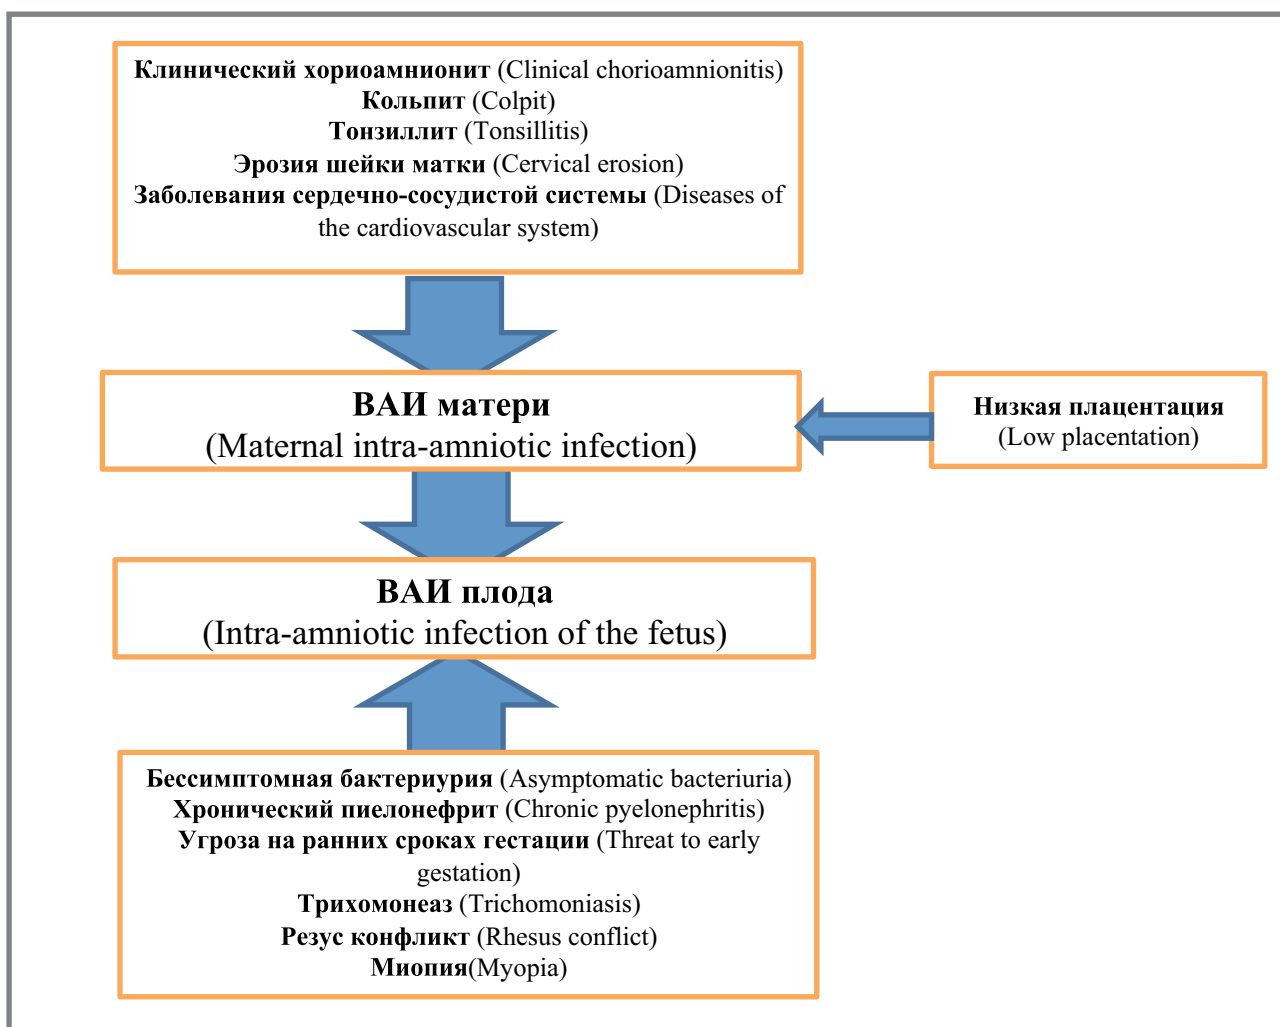 Клинический хориоамнионит (Clinical chorioamnionitis)
Кольпит (Colpit)
Тонзиллит (Tonsillitis)
Эрозия шейки матки (Cervical erosion)
Заболевания сердечно-сосудистой системы (Diseases of
the cardiovascular system)
ВАИ матери
(Maternal intra-amniotic infection)
Низкая плацентация
(Low placentation)
ВАИ плода
(Intra-amniotic infection of the fetus)
Бессимптомная бактериурия (Asymptomatic bacteriuria)
Хронический пиелонефрит (Chronic pyelonephritis)
Угроза на ранних сроках гестации (Threat to early
gestation)
Трихомонеаз (Trichomoniasis)
Резус конфликт (Rhesus conflict)
Миопия(Myopia)